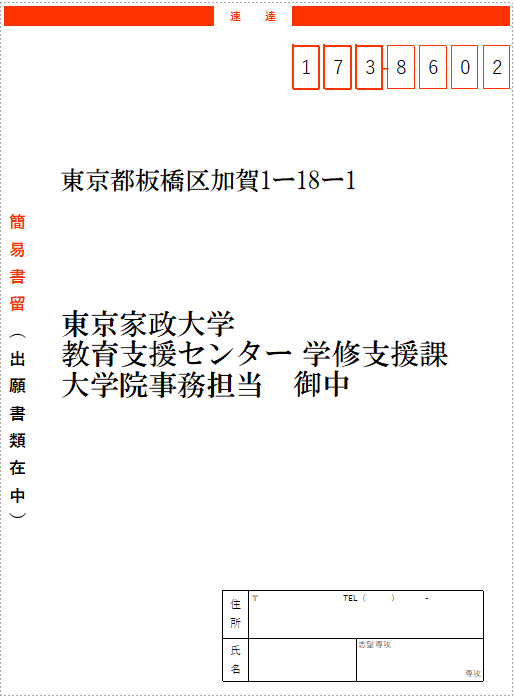 速　達
1738602
東京都板橋区加賀1ー18ー1
簡易書留（出願書類在中）
東京家政大学
教育支援センター 学修支援課
大学院事務担当　御中
住所
〒　TEL（　　）　-
氏名
志望専攻
専攻